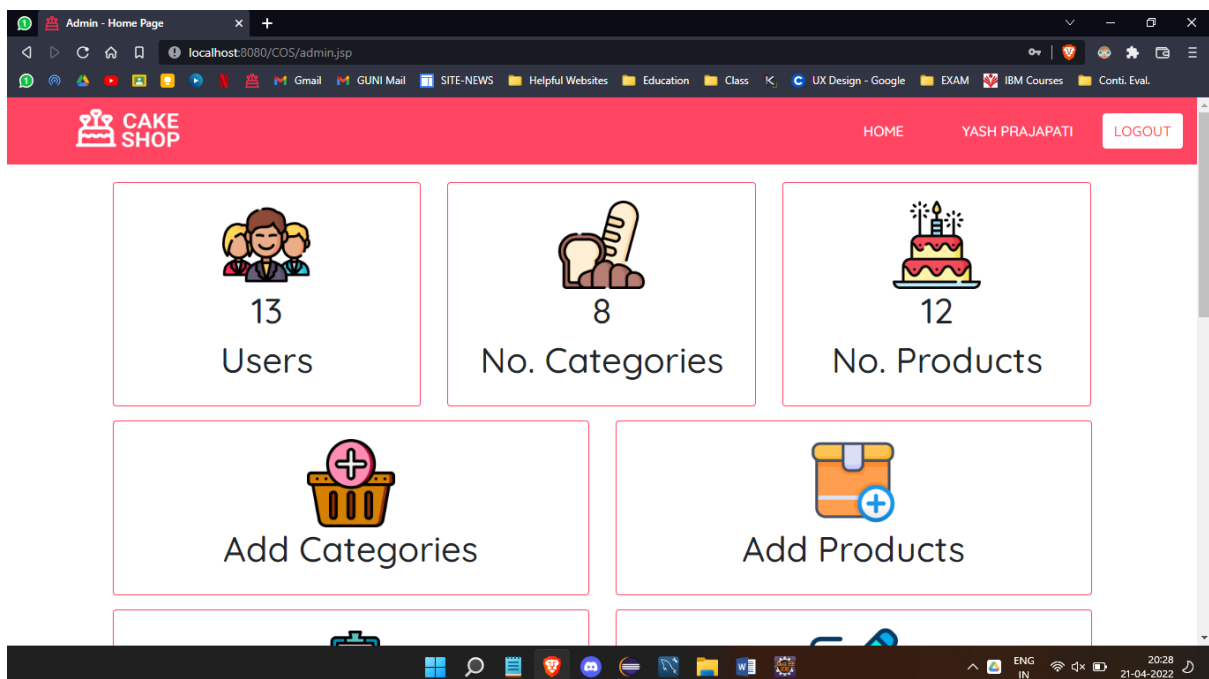 Admin - Home Page
localhost:8080/COS/admin.jsp
Gmail
GUNI Mail
SITE-NEWS
Helpful Websites
Education
Class
UX Design - Google
EXAM
IBM Courses
Conti. Eval.
CAKE
SHOP
HOME
YASH PRAJAPATI
LOGOUT
13
Users
8
No. Categories
12
No. Products
Add Categories
Add Products
ENG
IN
20:28
21-04-2022